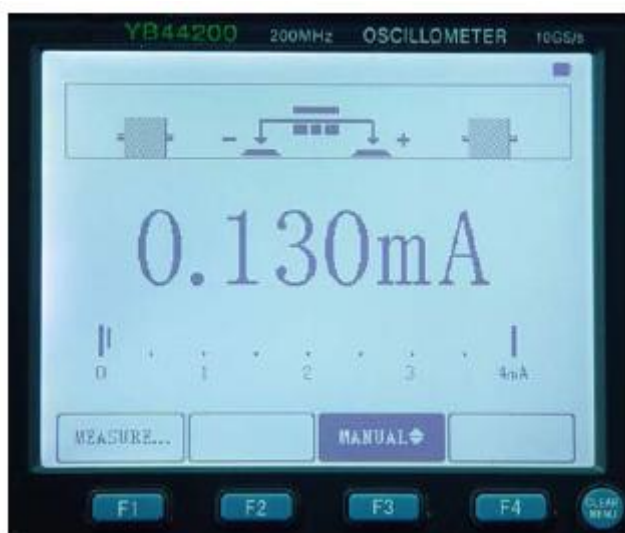 YB44200 200MHz OSCILLOMETER 10GS/s
- +
0.130mA
0 1 2 3 4mA
MEASURE... MANUAL
F1 F2 F3 F4 CLEAR MENU